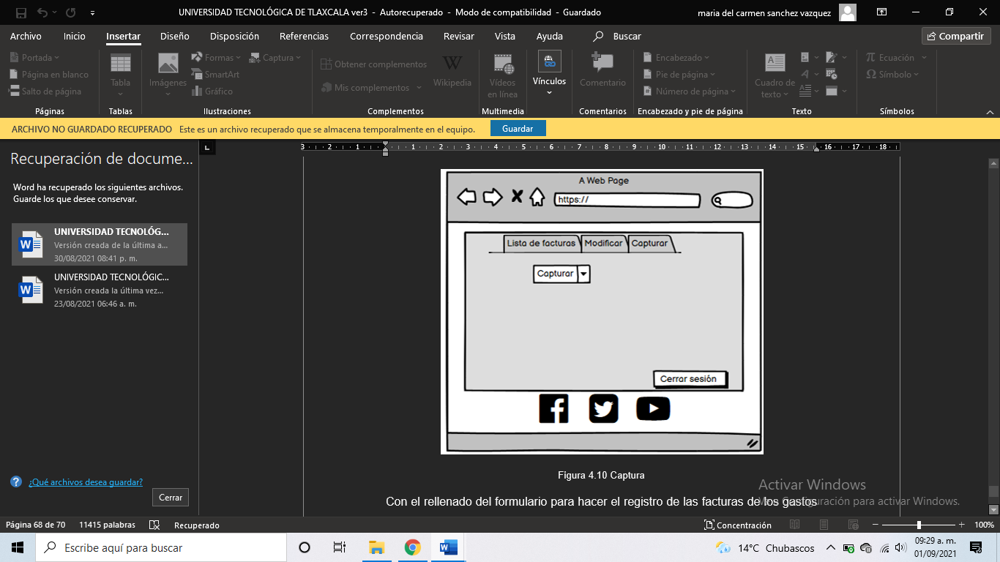 UNIVERSIDAD TECNOLÓGICA DE TLAXCALA ver3 - Autorecuperado - Modo de compatibilidad - Guardado
maria del carmen sanchez vazquez
Archivo Inicio Insertar Diseño Disposición Referencias Correspondencia Revisar Vista Ayuda Buscar Compartir
Portada
Página en blanco
Salto de página
Páginas
Tabla
Tablas
Imágenes
Formas
SmartArt
Gráfico
Captura
Ilustraciones
Obtener complementos
Mis complementos
Wikipedia
Complementos
Vídeos
en línea
Multimedia
Vínculos
Comentario
Comentarios
Encabezado
Pie de página
Número de página
Encabezado y pie de página
Cuadro de
texto
Texto
Ecuación
Símbolo
Símbolos
ARCHIVO NO GUARDADO RECUPERADO Este es un archivo recuperado que se almacena temporalmente en el equipo. Guardar
Recuperación de docume...
Word ha recuperado los siguientes archivos.
Guarde los que desee conservar.
UNIVERSIDAD TECNOLÓG...
Versión creada de la última a...
30/08/2021 08:41 p. m.
UNIVERSIDAD TECNOLÓGIC...
Versión creada la última vez...
23/08/2021 06:46 a. m.
¿Qué archivos desea guardar?
Cerrar
3 2 1 1 2 3 4 5 6 7 8 9 10 11 12 13 14 15 16 17 18
A Web Page
https://
Lista de facturas Modificar Capturar
Capturar
Cerrar sesión
Figura 4.10 Captura
Con el rellenado del formulario para hacer el registro de las facturas de los gastos
Activar Windows
Ve a Configuración para activar Windows.
Página 68 de 70 11415 palabras Recuperado Concentración 100%
Escribe aquí para buscar
14°C Chubascos
09:29 a. m.
01/09/2021